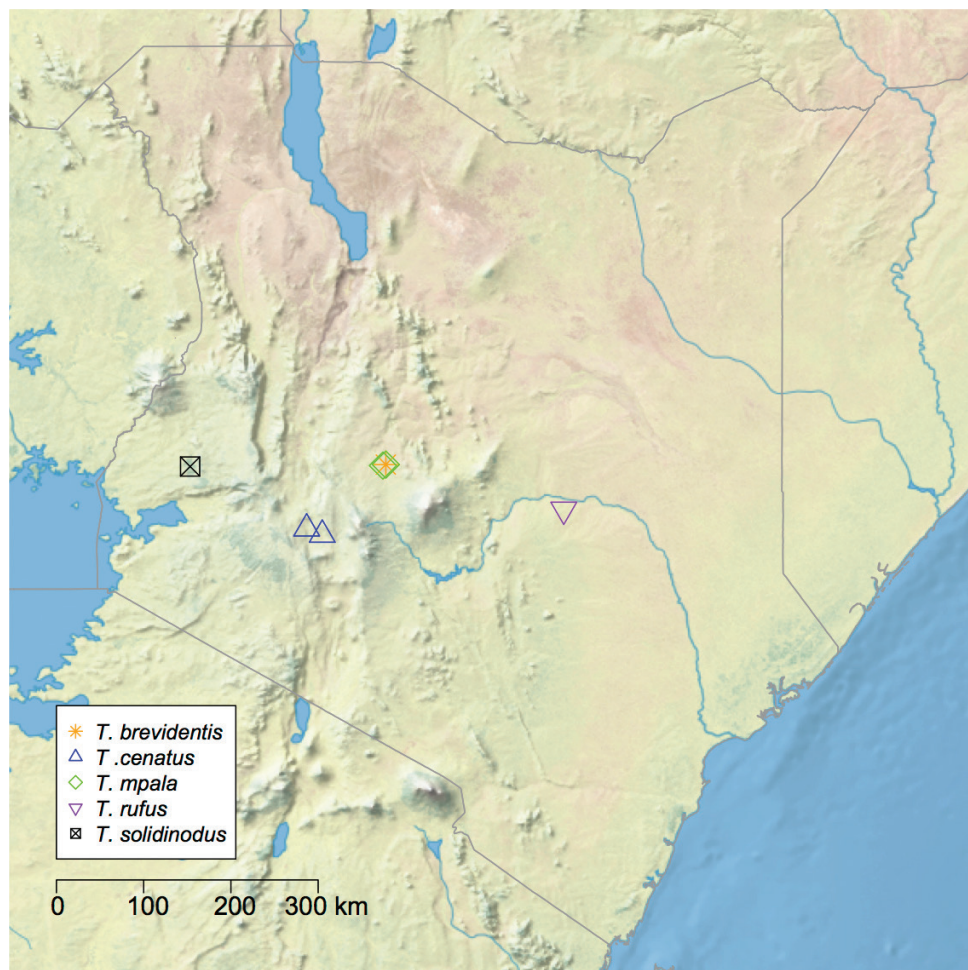 T. brevidentis
T .cenatus
T. mpala
T. rufus
T. solidinodus
0 100 200 300 km